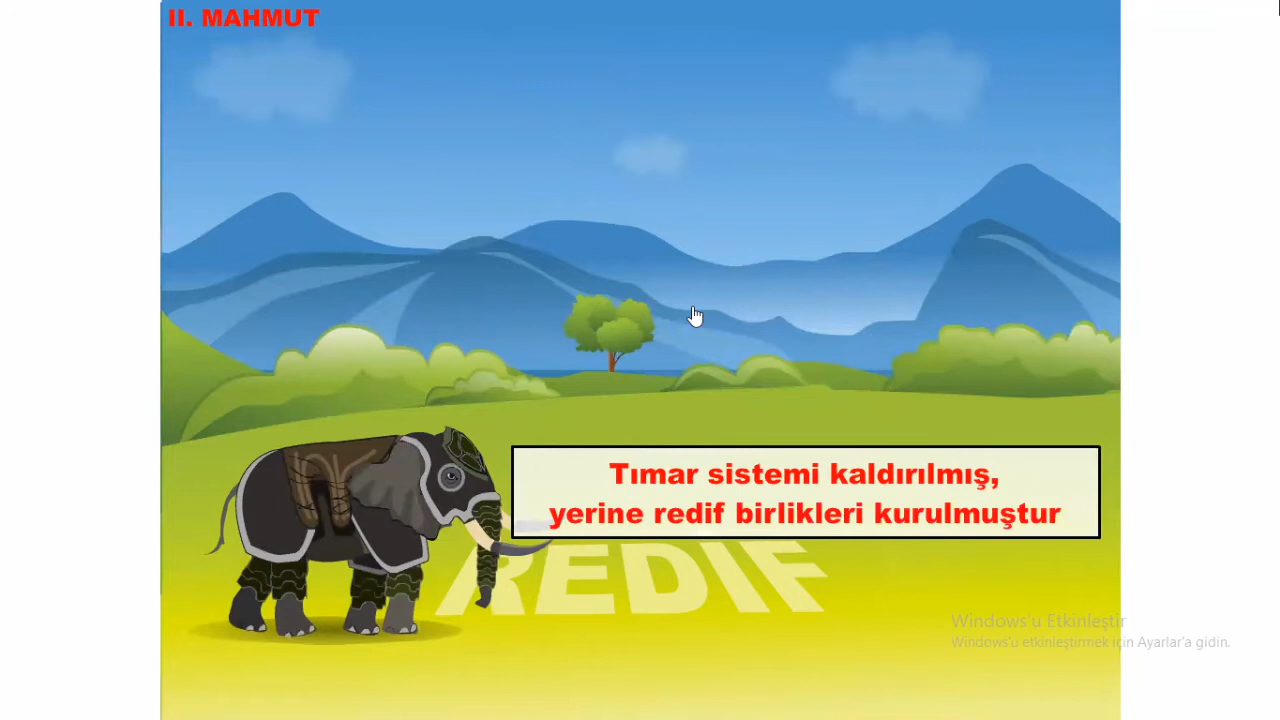 II. MAHMUT
Tımar sistemi kaldırılmış,
yerine redif birlikleri kurulmuştur
REDİF
Windows'u Etkinleştir
Windows'u etkinleştirmek için Ayarlar'a gidin.